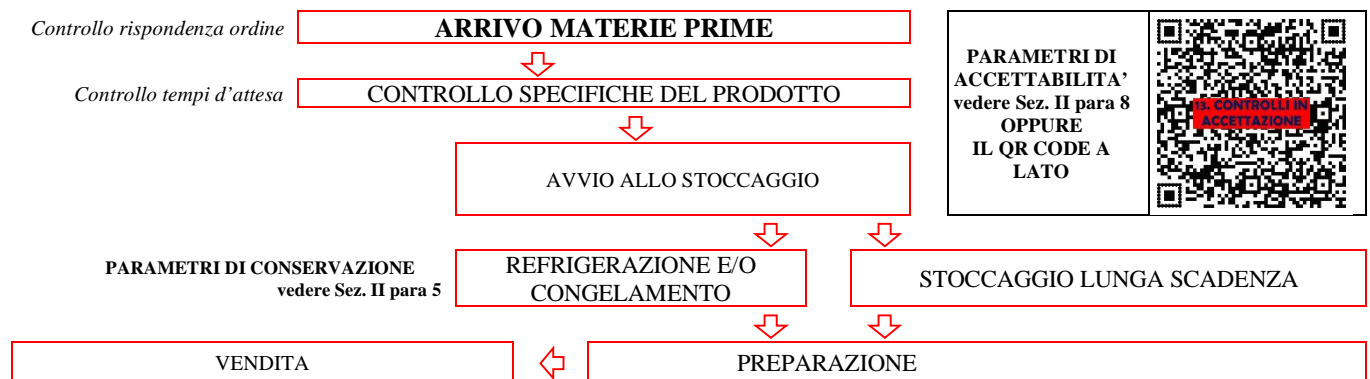 Controllo rispondenza ordine
ARRIVO MATERIE PRIME
Controllo tempi d'attesa
CONTROLLO SPECIFICHE DEL PRODOTTO
PARAMETRI DI
ACCETTABILITA'
vedere Sez. II para 8
OPPURE
IL QR CODE A
LATO
13. CONTROLLI IN
ACCETTAZIONE
AVVIO ALLO STOCCAGGIO
PARAMETRI DI CONSERVAZIONE
vedere Sez. II para 5
REFRIGERAZIONE E/O
CONGELAMENTO
STOCCAGGIO LUNGA SCADENZA
VENDITA
PREPARAZIONE